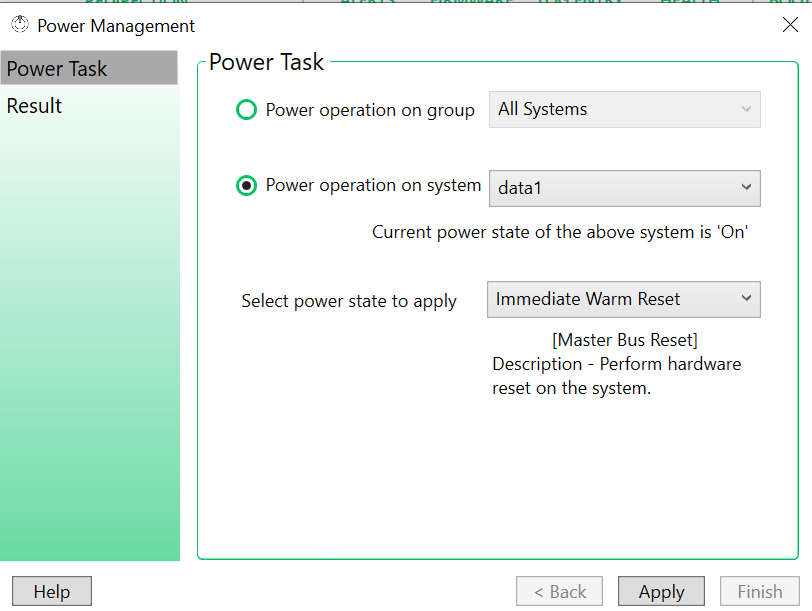 Power Management
Power Task
Result
Power Task
Power operation on group
All Systems
Power operation on system
data1
Current power state of the above system is 'On'
Select power state to apply
Immediate Warm Reset
[Master Bus Reset]
Description - Perform hardware
reset on the system.
Help
< Back
Apply
Finish